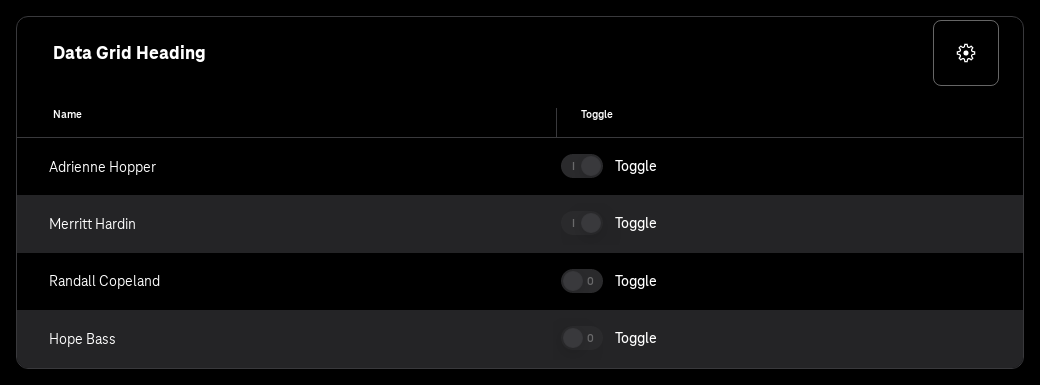 Data Grid Heading
Name Toggle
Adrienne Hopper I Toggle
Merritt Hardin I Toggle
Randall Copeland 0 Toggle
Hope Bass 0 Toggle